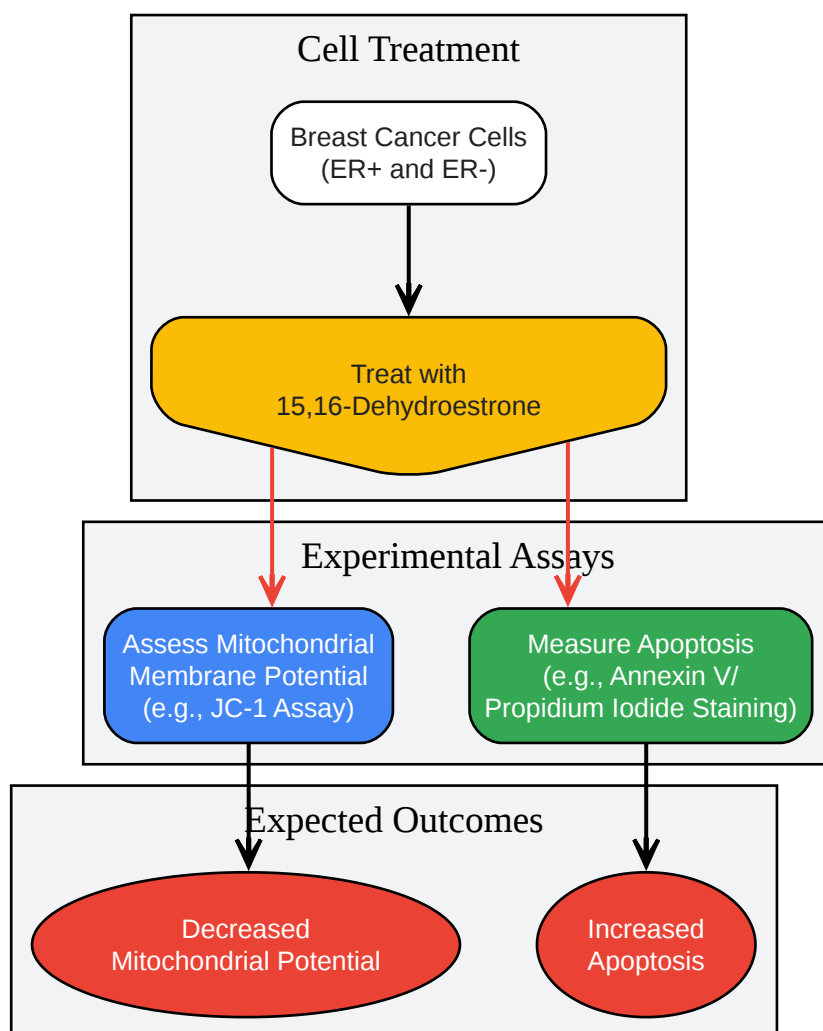 Cell Treatment
Breast Cancer Cells
(ER+ and ER-)
Treat with
15,16-Dehydroestrone
Experimental Assays
Assess Mitochondrial
Membrane Potential
(e.g., JC-1 Assay)
Measure Apoptosis
(e.g., Annexin V/
Propidium Iodide Staining)
Expected Outcomes
Decreased
Mitochondrial Potential
Increased
Apoptosis